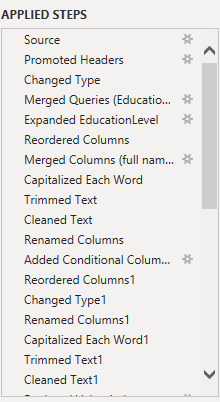 APPLIED STEPS
Source
Promoted Headers
Changed Type
Merged Queries (Educatio...
Expanded EducationLevel
Reordered Columns
Merged Columns (full nam...
Capitalized Each Word
Trimmed Text
Cleaned Text
Renamed Columns
Added Conditional Colum...
Reordered Columns1
Changed Type1
Renamed Columns1
Capitalized Each Word1
Trimmed Text1
Cleaned Text1